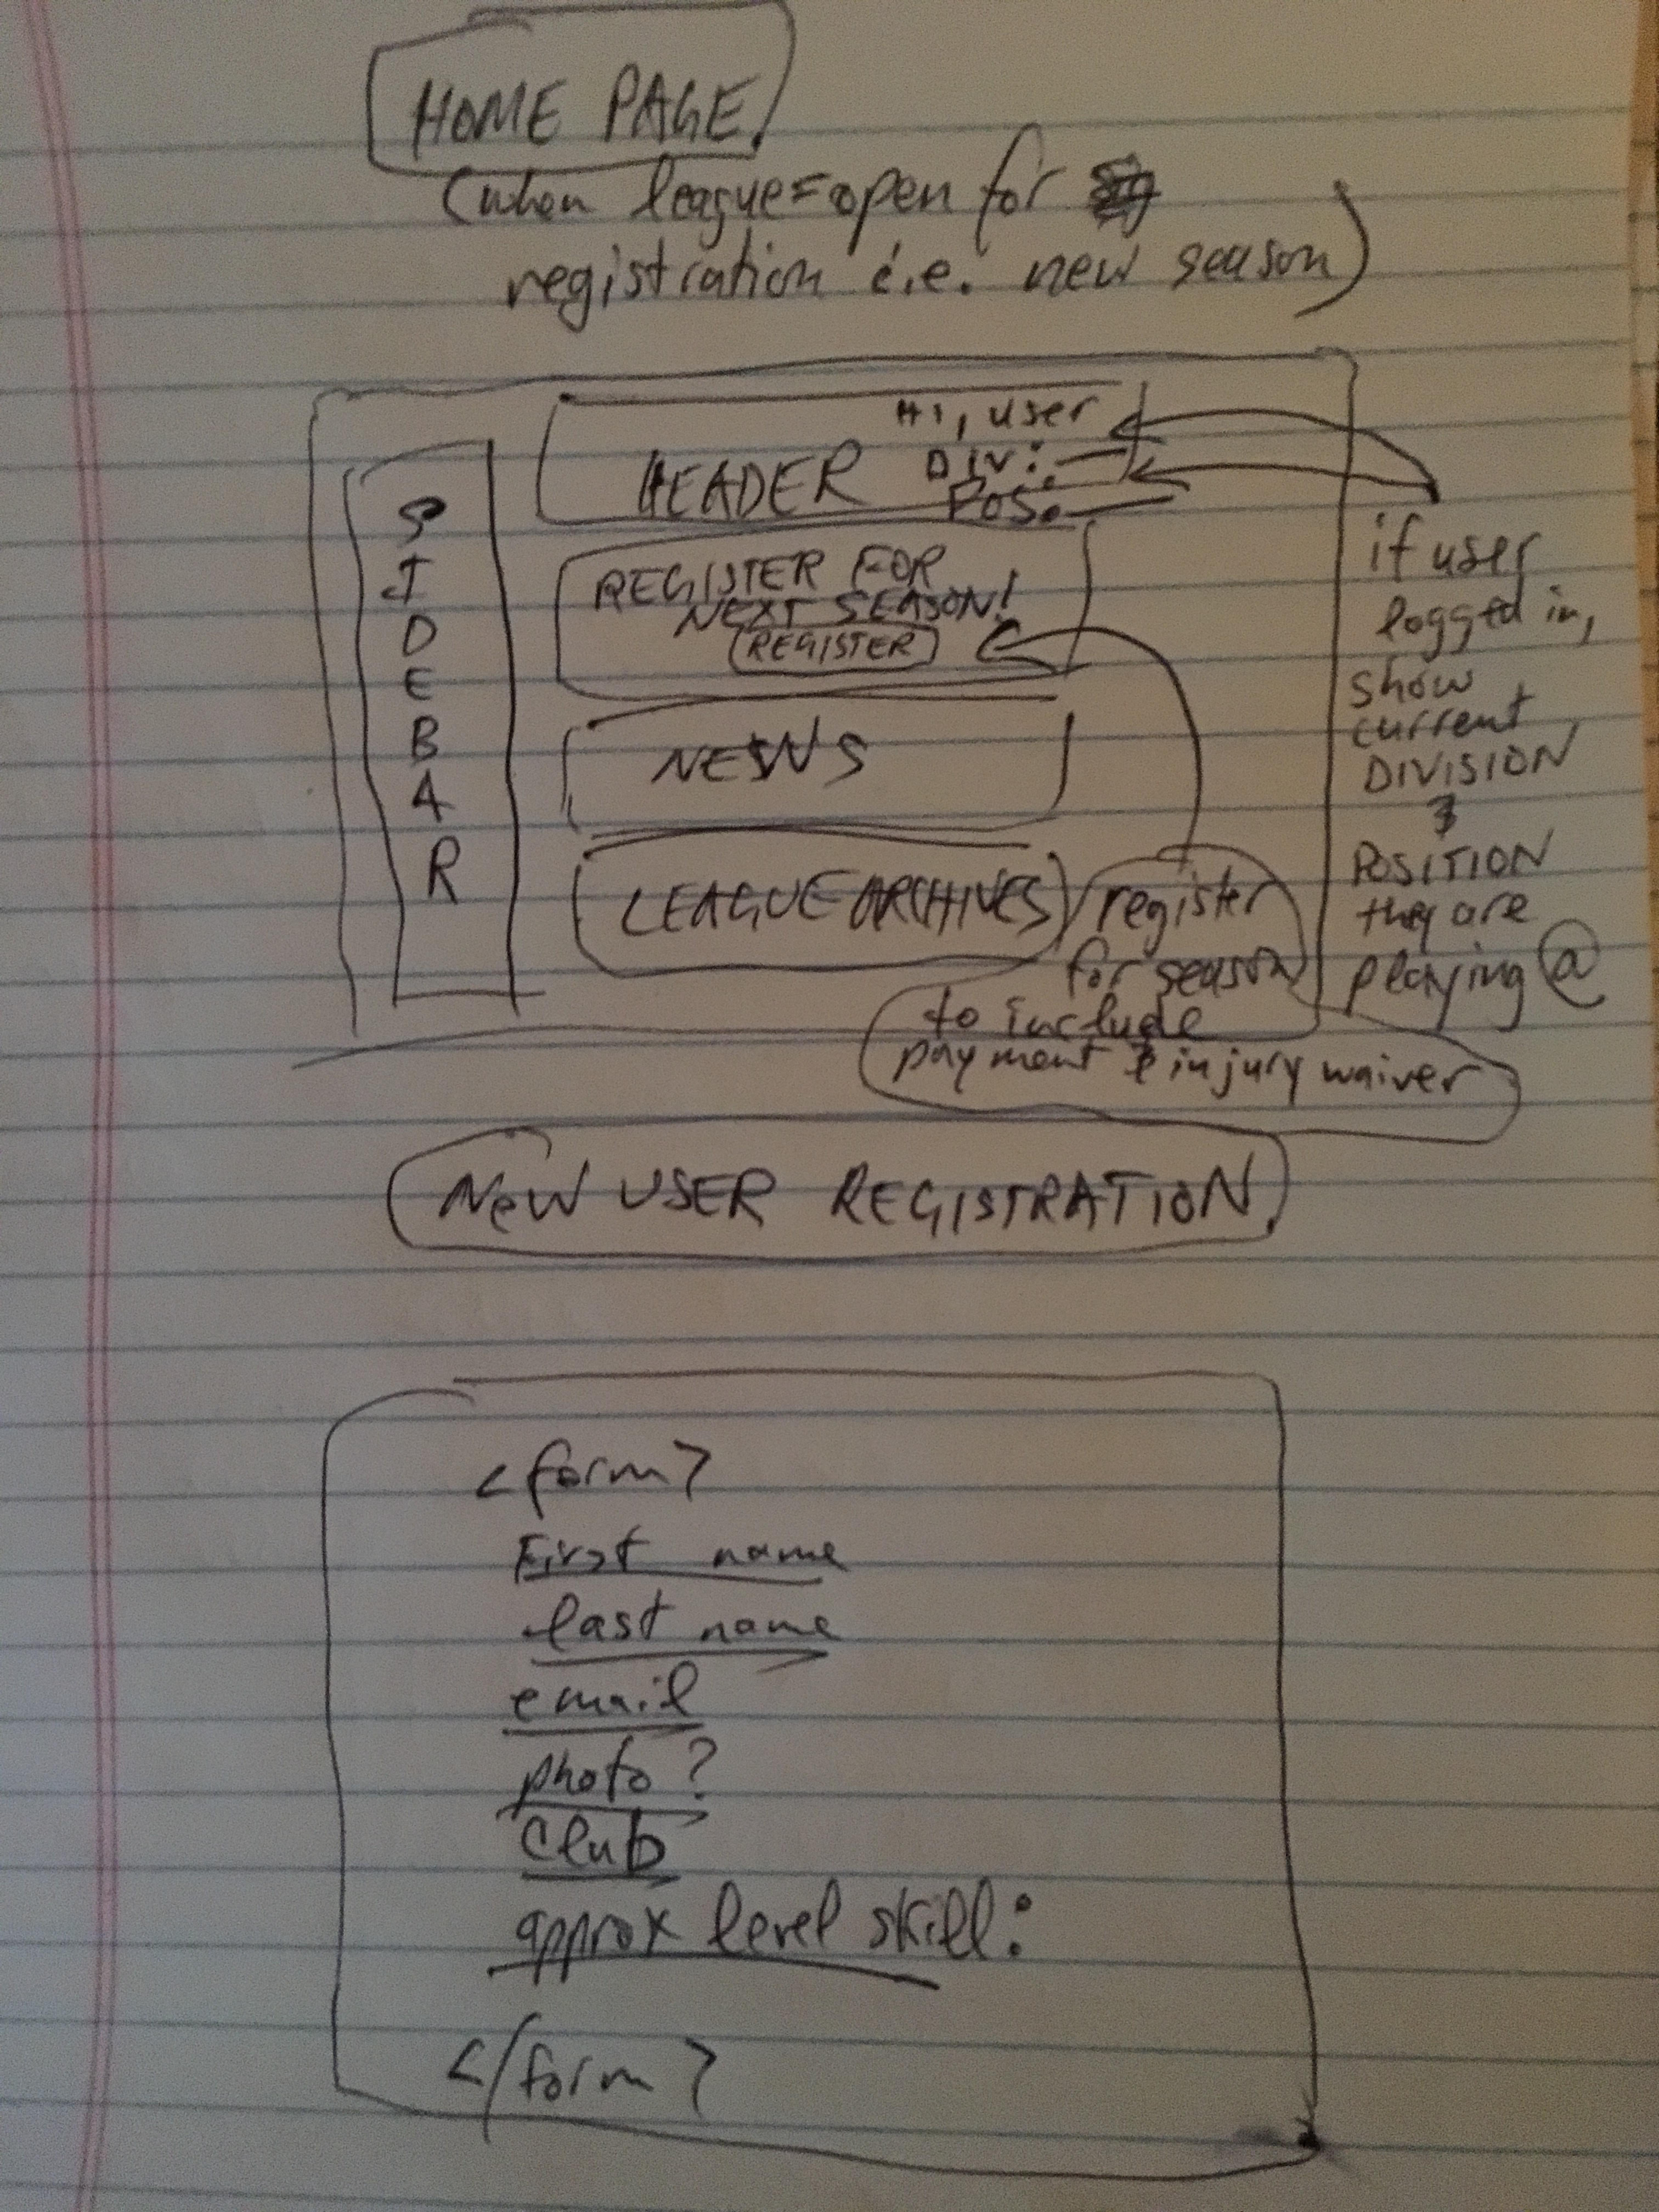 HOME PAGE
(when league=open for
registration i.e. new season)
Hi, user
DIV:
HEADER
POS:
SIDEBAR
REGISTER FOR
NEXT SEASON!
REGISTER
NEWS
LEAGUE ARCHIVES
if user
logged in,
show
current
DIVISION
&
POSITION
they are
playing @
register
for season
to include
payment & injury waiver
NEW USER REGISTRATION
<form>
First name
last name
email
photo?
club
approx level skill:
</form>